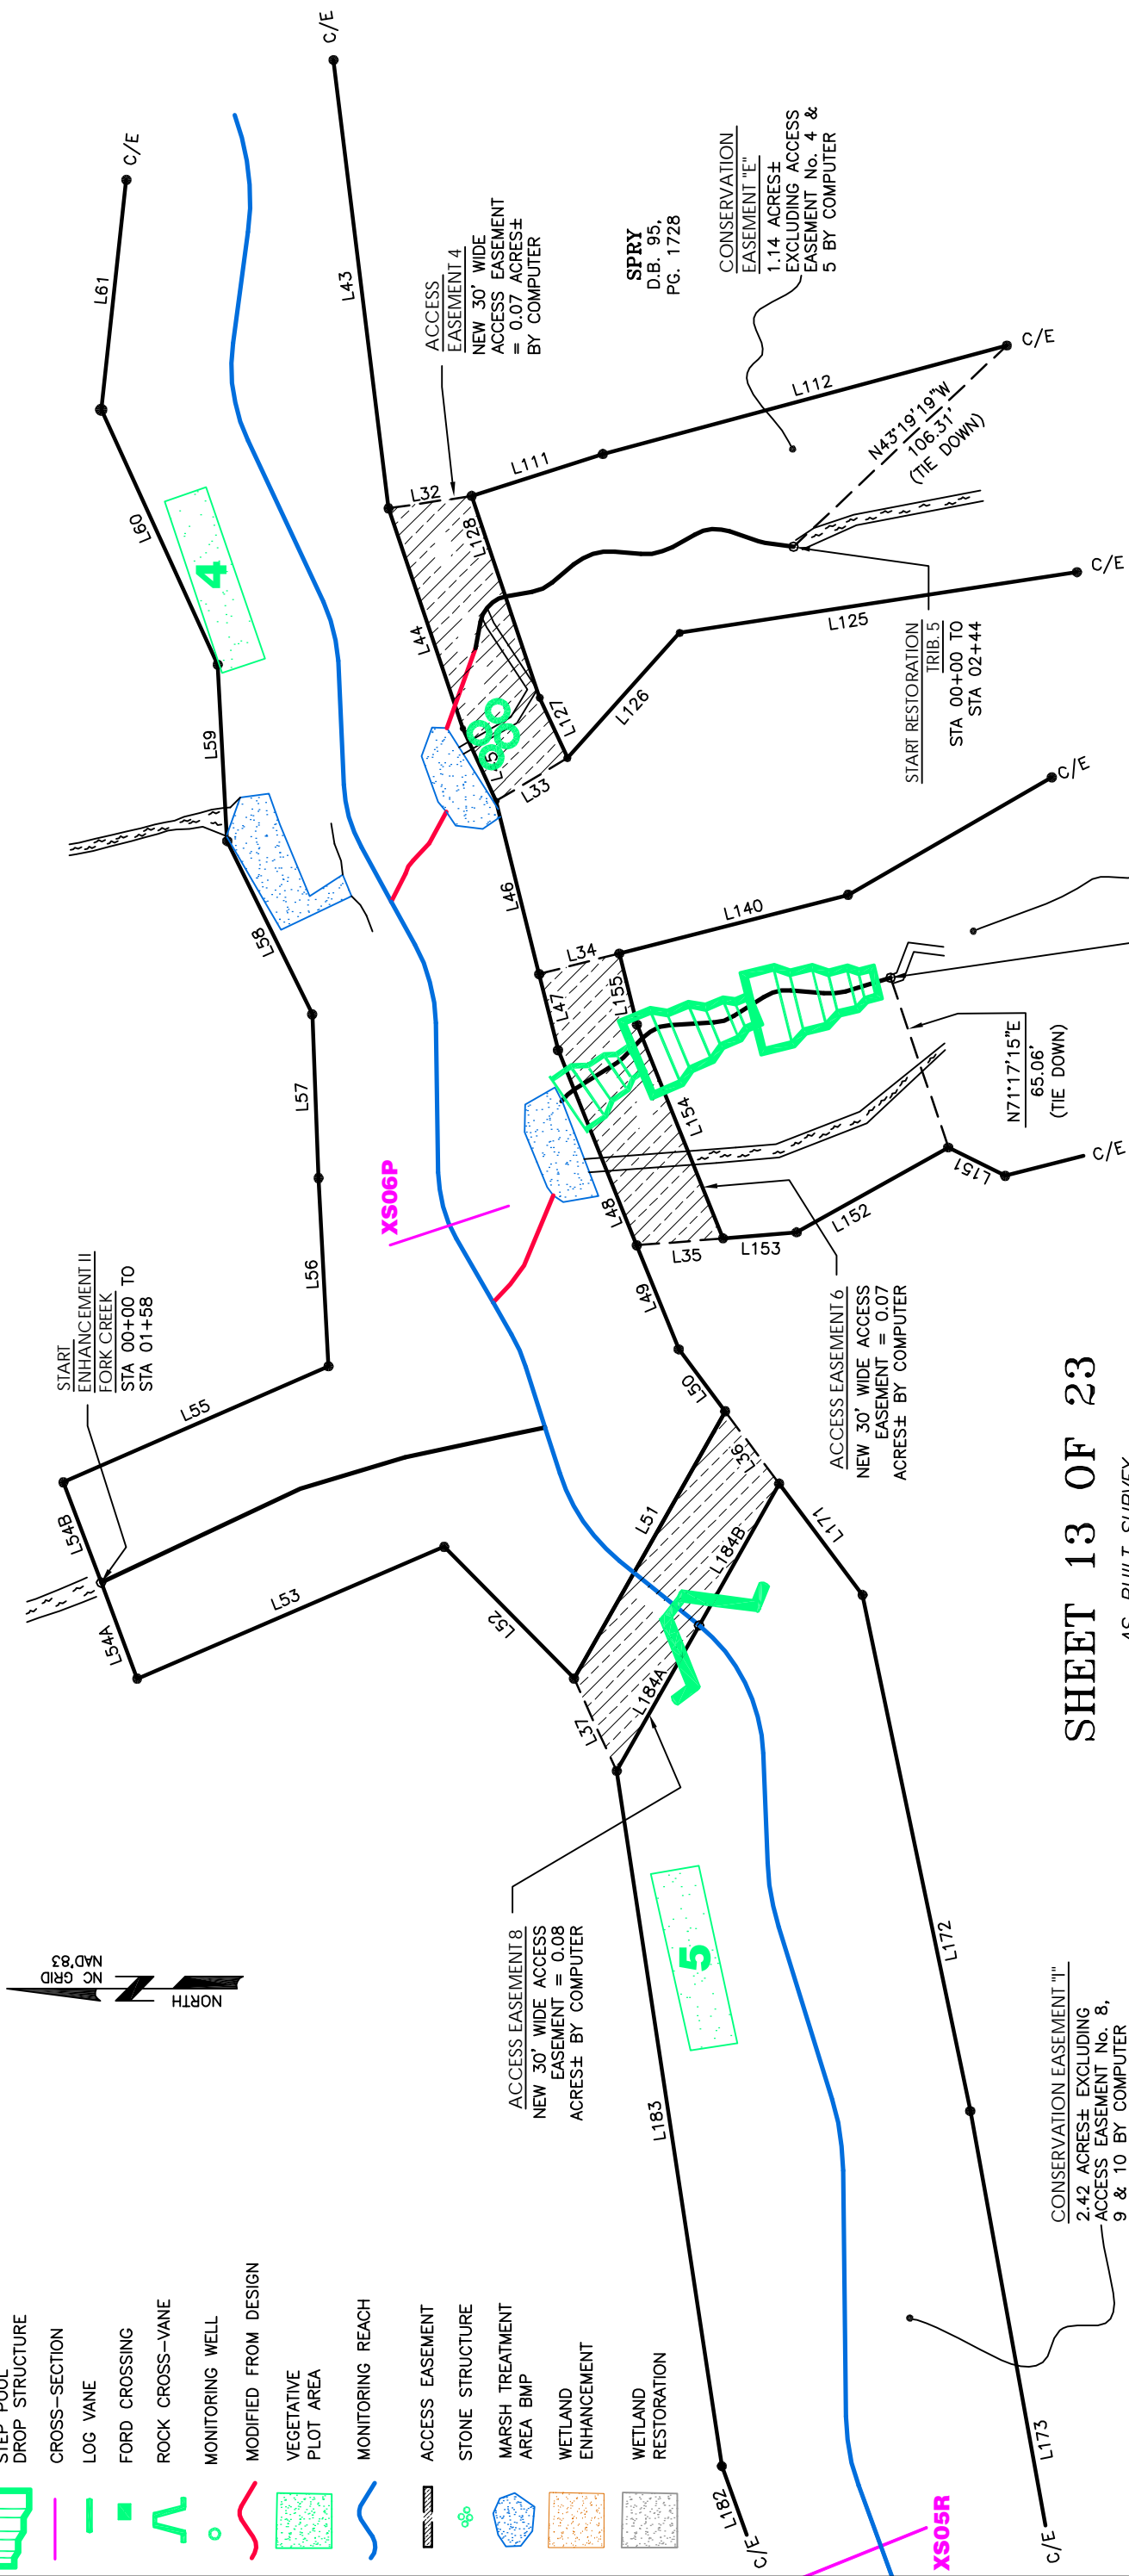 STEP POOL
DROP STRUCTURE
CROSS-SECTION
LOG VANE
FORD CROSSING
ROCK CROSS-VANE
MONITORING WELL
MODIFIED FROM DESIGN
VEGETATIVE
PLOT AREA
MONITORING REACH
ACCESS EASEMENT
STONE STRUCTURE
MARSH TREATMENT
AREA BMP
WETLAND
ENHANCEMENT
WETLAND
RESTORATION
NORTH
NC GRID
NAD'83
START
ENHANCEMENT II
FORK CREEK
STA 00+00 TO
STA 01+58
L54A
L54B
L53
L55
L52
L56
L57
L58
L59
L60
L61
C/E
4
XS06P
L43
C/E
L44
L32
L128
L45
L33
L127
L46
L34
L47
L155
L154
L48
L35
L49
L50
L51
L36
L37
L184A
L184B
L171
L172
L173
C/E
L183
L182
C/E
5
XS05R
ACCESS
EASEMENT 4
NEW 30' WIDE
ACCESS EASEMENT
= 0.07 ACRES±
BY COMPUTER
SPRY
D.B. 95,
PG. 1728
CONSERVATION
EASEMENT "E"
1.14 ACRES±
EXCLUDING ACCESS
EASEMENT No. 4 &
5 BY COMPUTER
L111
L112
C/E
N43°19'19"W
106.31'
(TIE DOWN)
L125
C/E
L126
START RESTORATION
TRIB.5
STA 00+00 TO
STA 02+44
L140
C/E
N71°17'15"E
65.06'
(TIE DOWN)
L151
C/E
L152
L153
ACCESS EASEMENT 6
NEW 30' WIDE ACCESS
EASEMENT = 0.07
ACRES± BY COMPUTER
ACCESS EASEMENT 8
NEW 30' WIDE ACCESS
EASEMENT = 0.08
ACRES± BY COMPUTER
CONSERVATION EASEMENT "I"
2.42 ACRES± EXCLUDING
ACCESS EASEMENT No. 8,
9 & 10 BY COMPUTER
SHEET 13 OF 23
AS-BUILT SURVEY